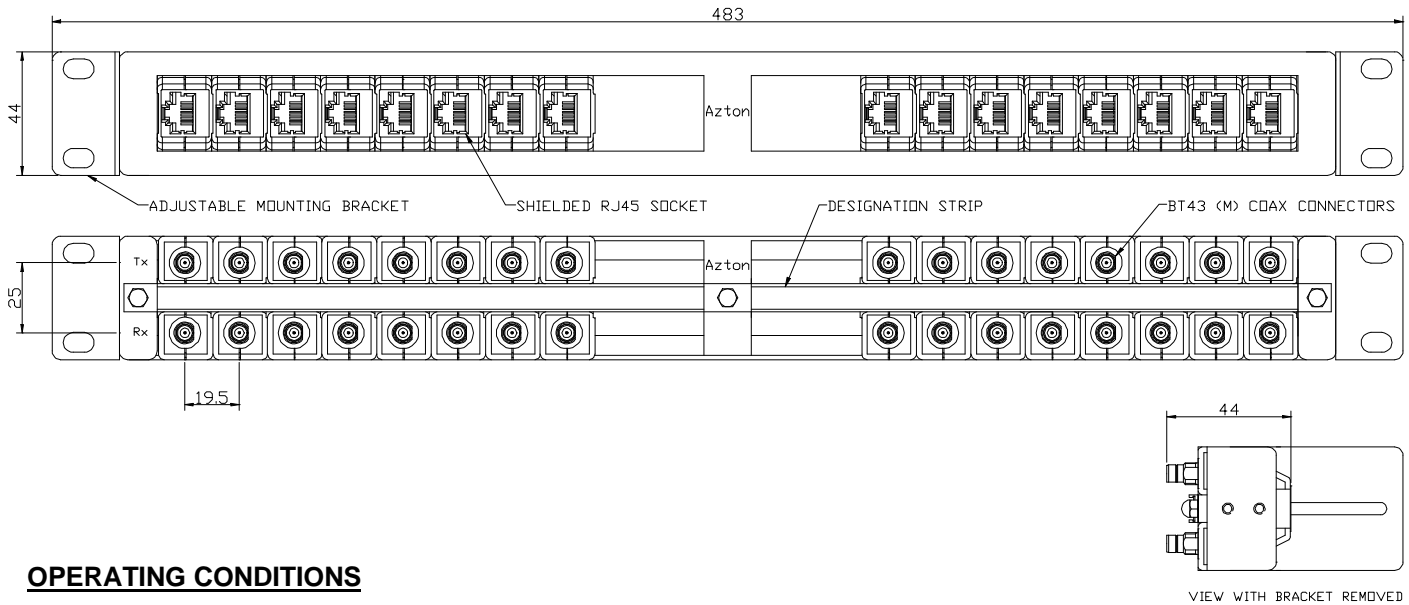 483
44
Azton
ADJUSTABLE MOUNTING BRACKET
SHIELDED RJ45 SOCKET
DESIGNATION STRIP
BT43 (M) COAX CONNECTORS
Tx
Azton
25
Rx
19.5
44
OPERATING CONDITIONS
VIEW WITH BRACKET REMOVED